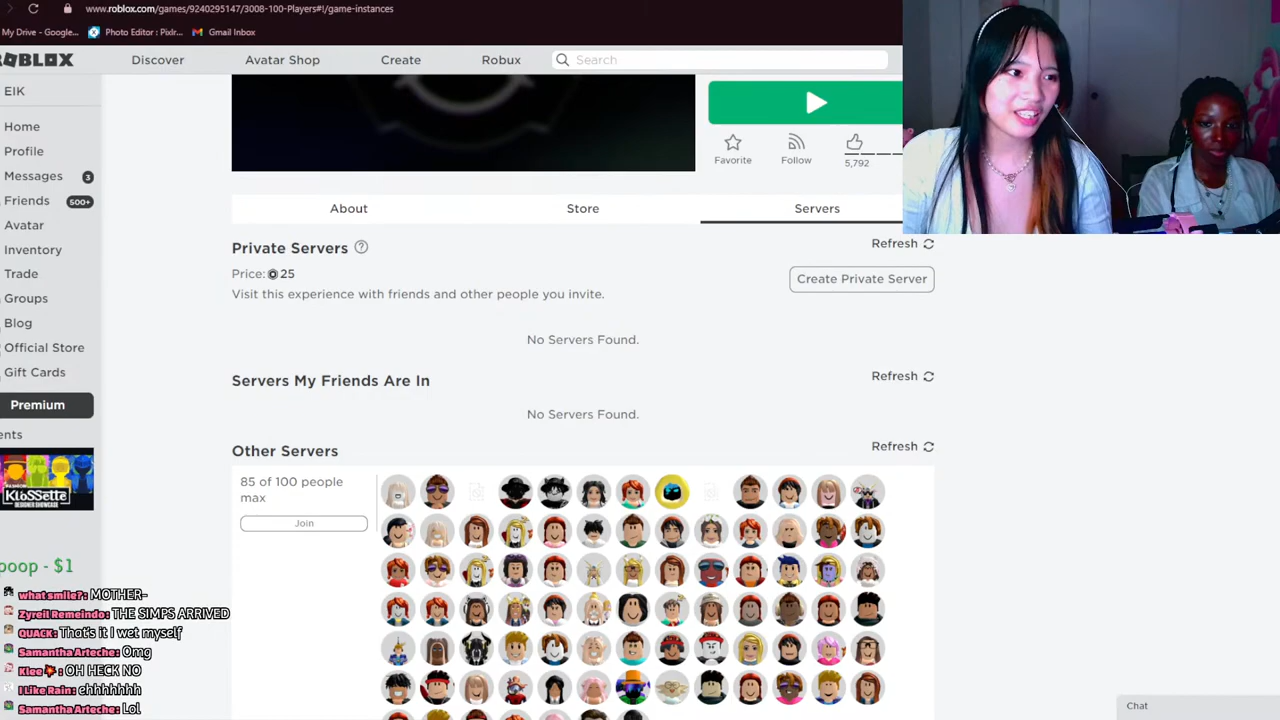 www.roblox.com/games/9240295147/3008-100-Players#!/game-instances
My Drive - Google...
Photo Editor : Pixlr...
Gmail Inbox
ROBLOX
Discover
Avatar Shop
Create
Robux
Search
EIK
Home
Profile
Messages
3
Friends
500+
Avatar
Inventory
Trade
Groups
Blog
Official Store
Gift Cards
Premium
ents
KLOSSette
DESIGNER SHOWCASE
Favorite
Follow
5,792
About
Store
Servers
Private Servers
Refresh
Price: 25
Create Private Server
Visit this experience with friends and other people you invite.
No Servers Found.
Servers My Friends Are In
Refresh
No Servers Found.
Other Servers
Refresh
85 of 100 people
max
Join
poop - $1
what smile?: MOTHER-
Zyreil Remeindo: THE SIMPS ARRIVED
QUACK: That's it I wet myself
Samantha Arteche: Omg
Klee: OH HECK NO
I Like Rain: ehhhhhhh
Samantha Arteche: Lol
Chat